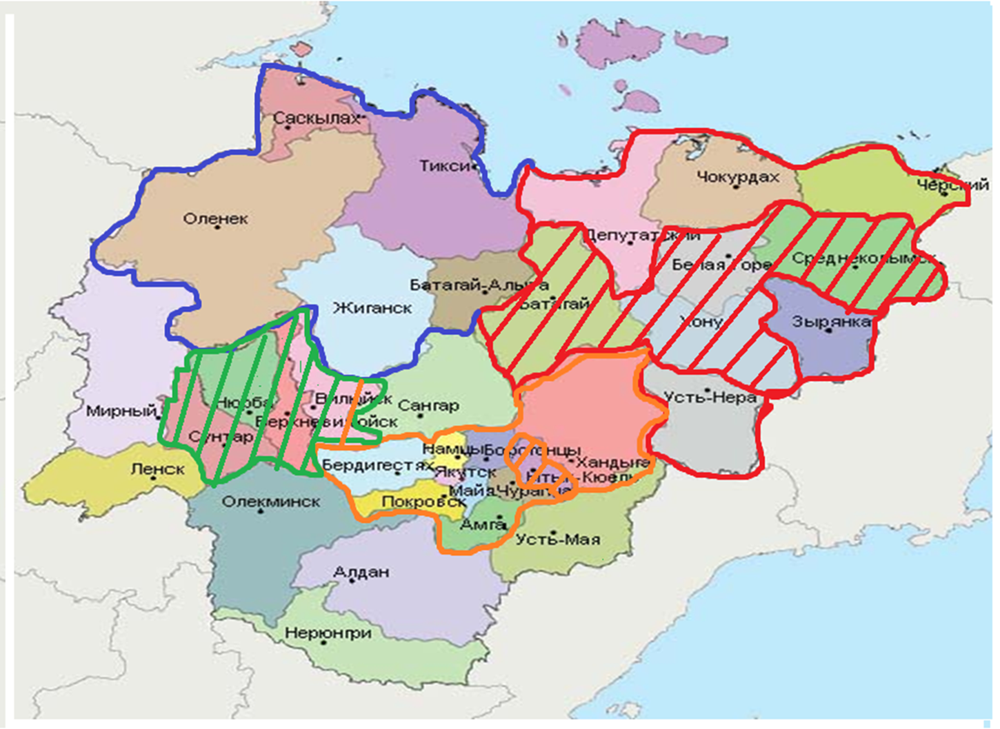 Саскылах
Тикси
Чокурдах
Черский
Оленек
Депутатский
Белая Гора
Среднеколымск
Батагай-Алыта
Батагай
Жиганск
Хону
Зырянка
Нюрба
Вилюйск
Сангар
Усть-Нера
Мирный
Верхневилюйск
Сунтар
Намцы
Борогонцы
Бердигестях
Хандыга
Ленск
Якутск
Ытык-Кюель
Майя
Чурапча
Олекминск
Покровск
Амга
Усть-Мая
Алдан
Нерюнгри